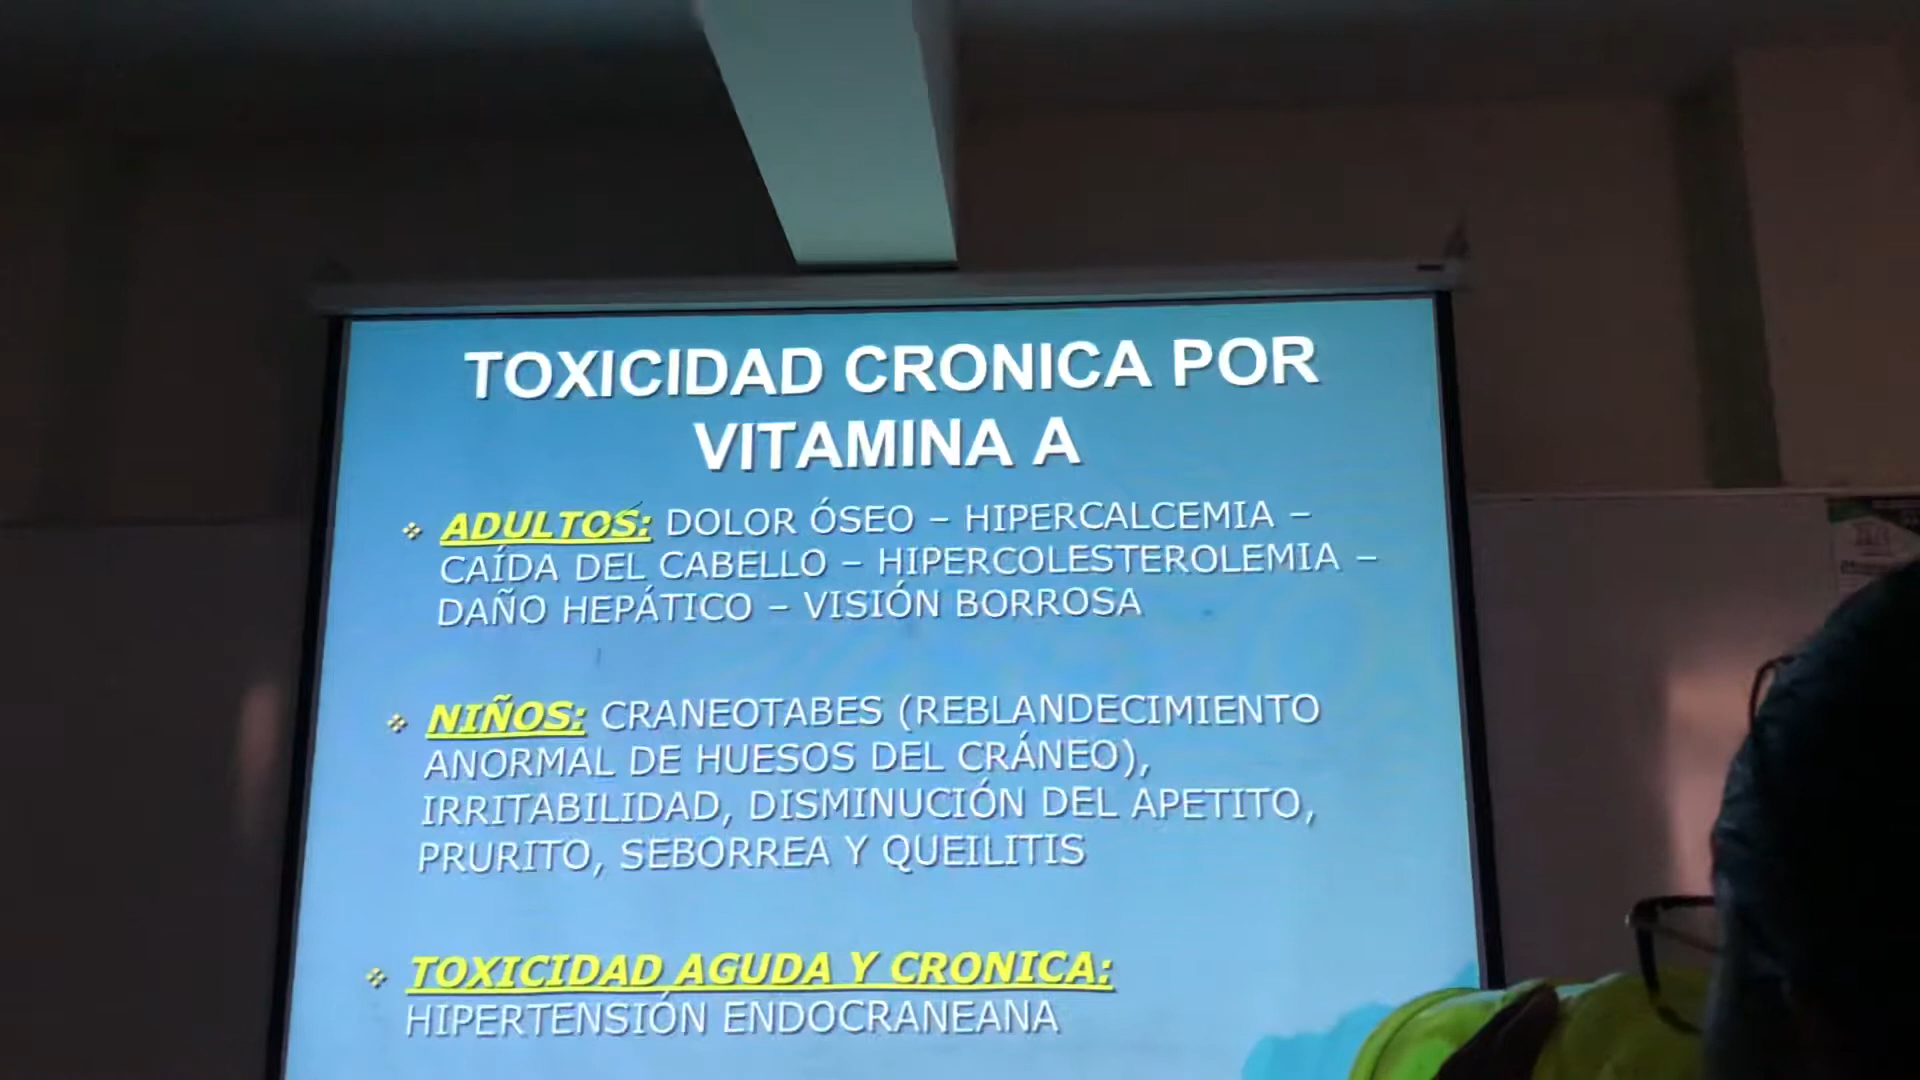 TOXICIDAD CRONICA POR
VITAMINA A
ADULTOS: DOLOR ÓSEO – HIPERCALCEMIA –
CAÍDA DEL CABELLO – HIPERCOLESTEROLEMIA –
DAÑO HEPÁTICO – VISIÓN BORROSA
NIÑOS: CRANEOTABES (REBLANDECIMIENTO
ANORMAL DE HUESOS DEL CRÁNEO),
IRRITABILIDAD, DISMINUCIÓN DEL APETITO,
PRURITO, SEBORREA Y QUEILITIS
TOXICIDAD AGUDA Y CRONICA:
HIPERTENSIÓN ENDOCRANEANA